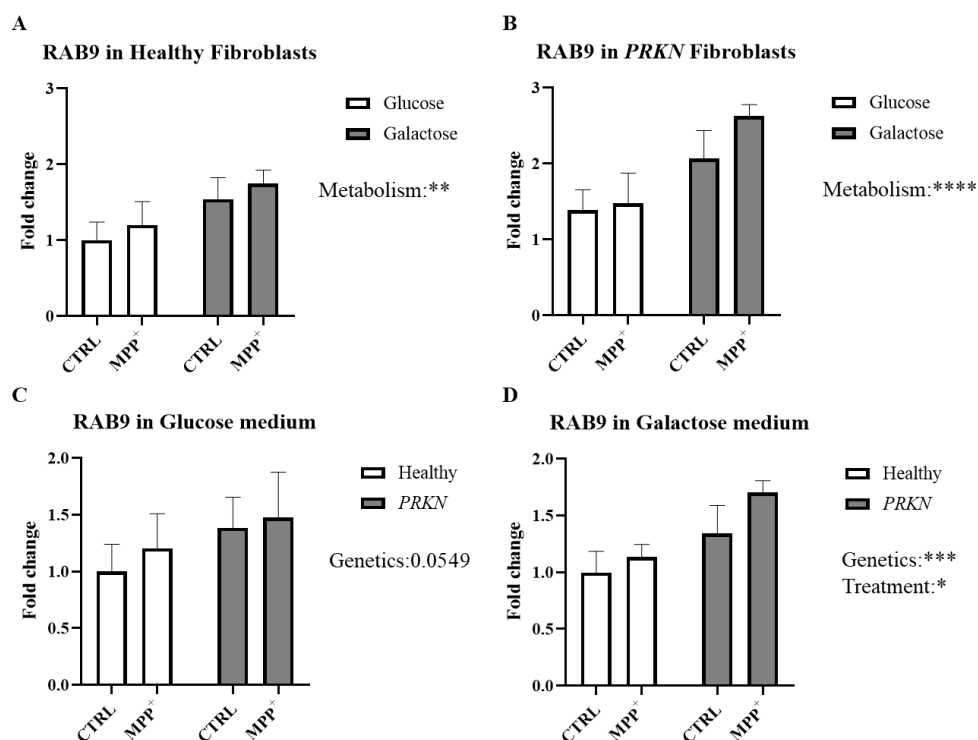 A
RAB9 in Healthy Fibroblasts
3
2
1
0
Fold change
CTRL
MPP⁺
CTRL
MPP⁺
Glucose
Galactose
Metabolism:**
B
RAB9 in PRKN Fibroblasts
3
2
1
0
Fold change
CTRL
MPP⁺
CTRL
MPP⁺
Glucose
Galactose
Metabolism:****
C
RAB9 in Glucose medium
2.0
1.5
1.0
0.5
0.0
Fold change
CTRL
MPP⁺
CTRL
MPP⁺
Healthy
PRKN
Genetics:0.0549
D
RAB9 in Galactose medium
2.0
1.5
1.0
0.5
0.0
Fold change
CTRL
MPP⁺
CTRL
MPP⁺
Healthy
PRKN
Genetics:***
Treatment:*